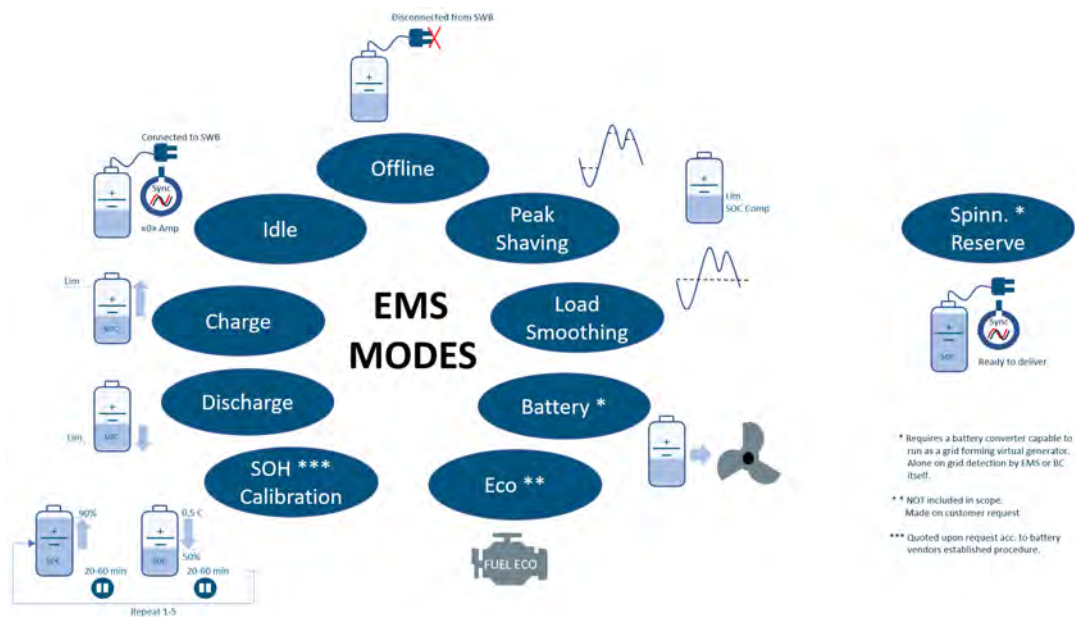 Disconnected from SWB
+
Offline
Connected to SWB
+
Sync
«0» Amp
Idle
Peak
Shaving
+
Lim
SOC Comp
Spinn. *
Reserve
Lim
+
SOC
Charge
EMS
MODES
Load
Smoothing
+
SOC
Sync
Ready to deliver
+
SOC
Lim
Discharge
Battery *
+
SOH ***
Calibration
Eco **
FUEL ECO
* Requires a battery converter capable to
run as a grid forming virtual generator.
Alone on grid detection by EMS or BC
itself.
* * NOT included in scope.
Made on customer request
*** Quoted upon request acc. to battery
vendors established procedure.
90%
+
SOC
20-60 min
0,5 C
+
SOC
50%
20-60 min
Repeat 1-5